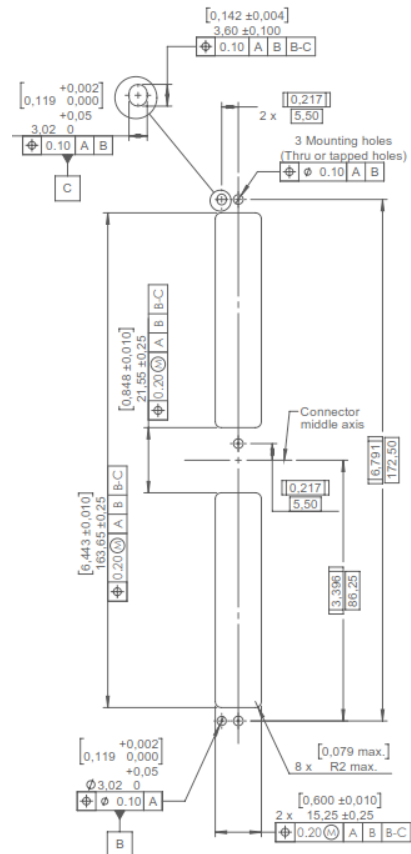 [0,142 ±0,004]
3,60 ±0,100
⌖ 0.10 A B B-C
[0,119 +0,002 0,000]
3,02 +0,05 0
⌖ 0.10 A B
C
[0,217]
2 x 5,50
3 Mounting holes
(Thru or tapped holes)
⌖ ø 0.10 A B
[0,848 ±0,010]
21,55 ±0,25
⌖ 0.20 Ⓜ A B B-C
Connector
middle axis
[6,791]
172,50
[0,217]
5,50
[6,443 ±0,010]
163,65 ±0,25
⌖ 0.20 Ⓜ A B B-C
[3,396]
86,25
[0,119 +0,002 0,000]
Ø3,02 +0,05 0
⌖ ø 0.10 A
B
[0,079 max.]
8 x R2 max.
[0,600 ±0,010]
2 x 15,25 ±0,25
⌖ 0.20 Ⓜ A B B-C